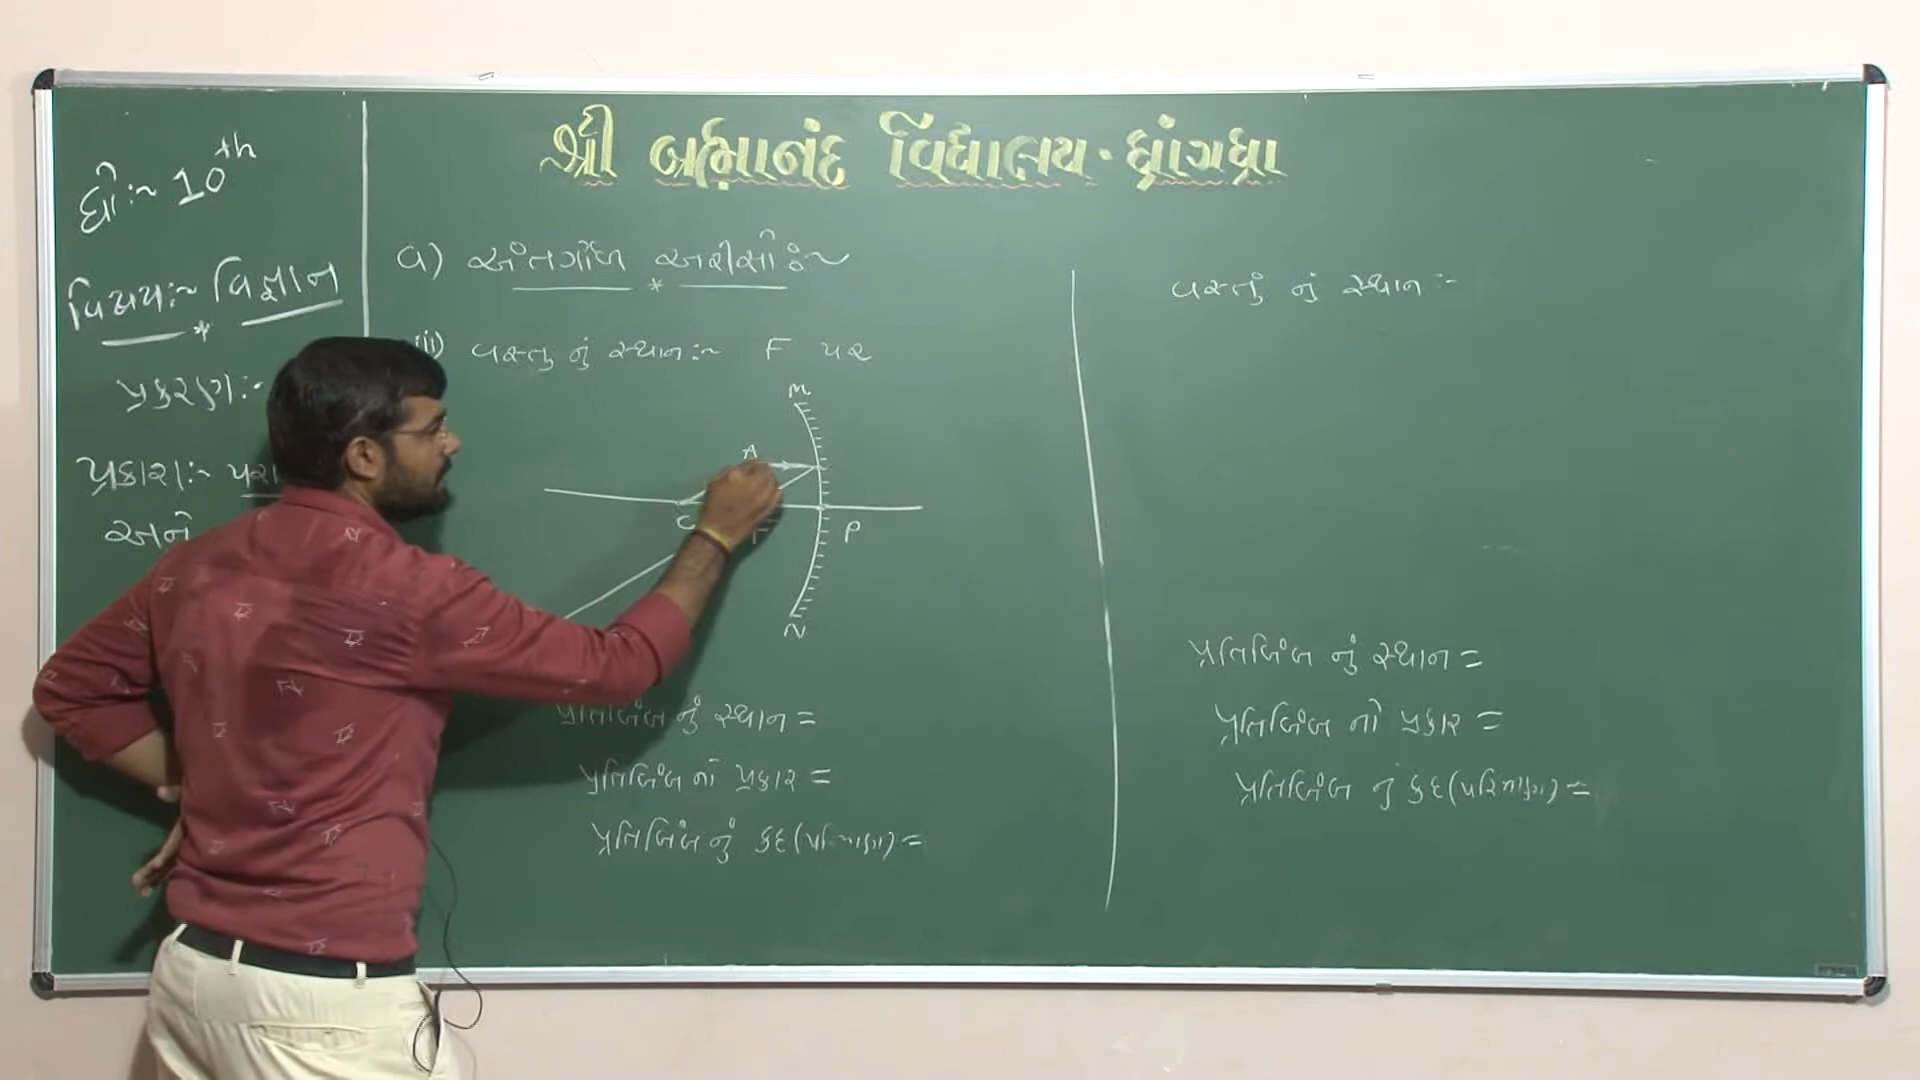 શ્રી બ્રહ્માનંદ વિદ્યાલય · ધ્રાંગધ્રા
ધો :~ 10th
વિષય :~ વિજ્ઞાન
*
પ્રકરણ :-
પ્રકાશ :~
અને
a) અંતર્ગોળ અરીસો :~
*
(ii) વસ્તુ નું સ્થાન :~ F પર
M
A
C
F
P
N
પ્રતિબિંબ નું સ્થાન =
પ્રતિબિંબ નો પ્રકાર =
પ્રતિબિંબ નું કદ (પરિમાણ) =
વસ્તું નું સ્થાન :-
પ્રતિબિંબ નું સ્થાન =
પ્રતિબિંબ નો પ્રકાર =
પ્રતિબિંબ નું કદ (પરિમાણ) =